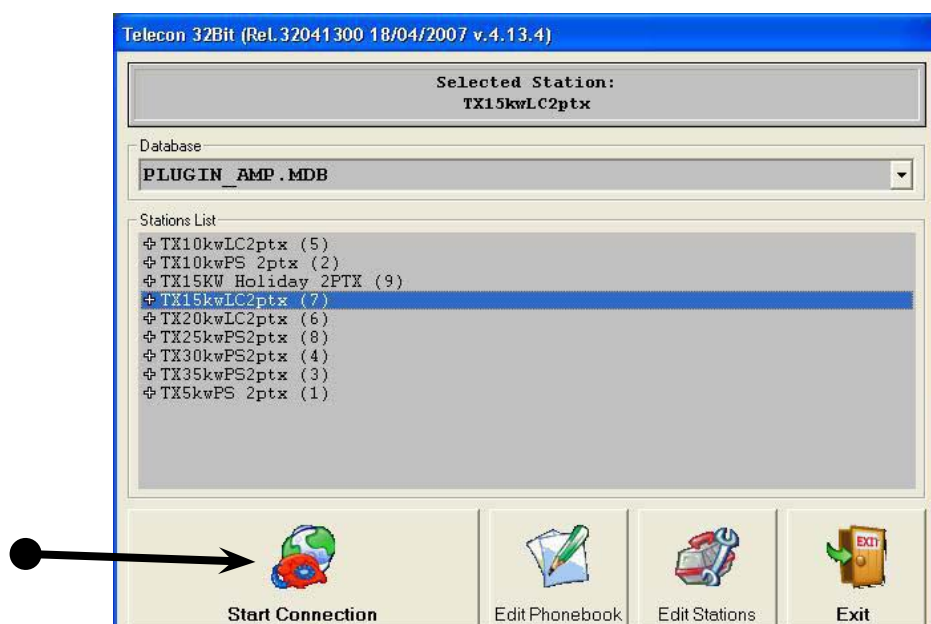 Telecon 32Bit (Rel.32041300 18/04/2007 v.4.13.4)
Selected Station:
TX15kwLC2ptx
Database
PLUGIN_AMP.MDB
Stations List
TX10kwLC2ptx (5)
TX10kwPS 2ptx (2)
TX15KW Holiday 2PTX (9)
TX15kwLC2ptx (7)
TX20kwLC2ptx (6)
TX25kwPS2ptx (8)
TX30kwPS2ptx (4)
TX35kwPS2ptx (3)
TX5kwPS 2ptx (1)
EXIT
Start Connection
Edit Phonebook
Edit Stations
Exit